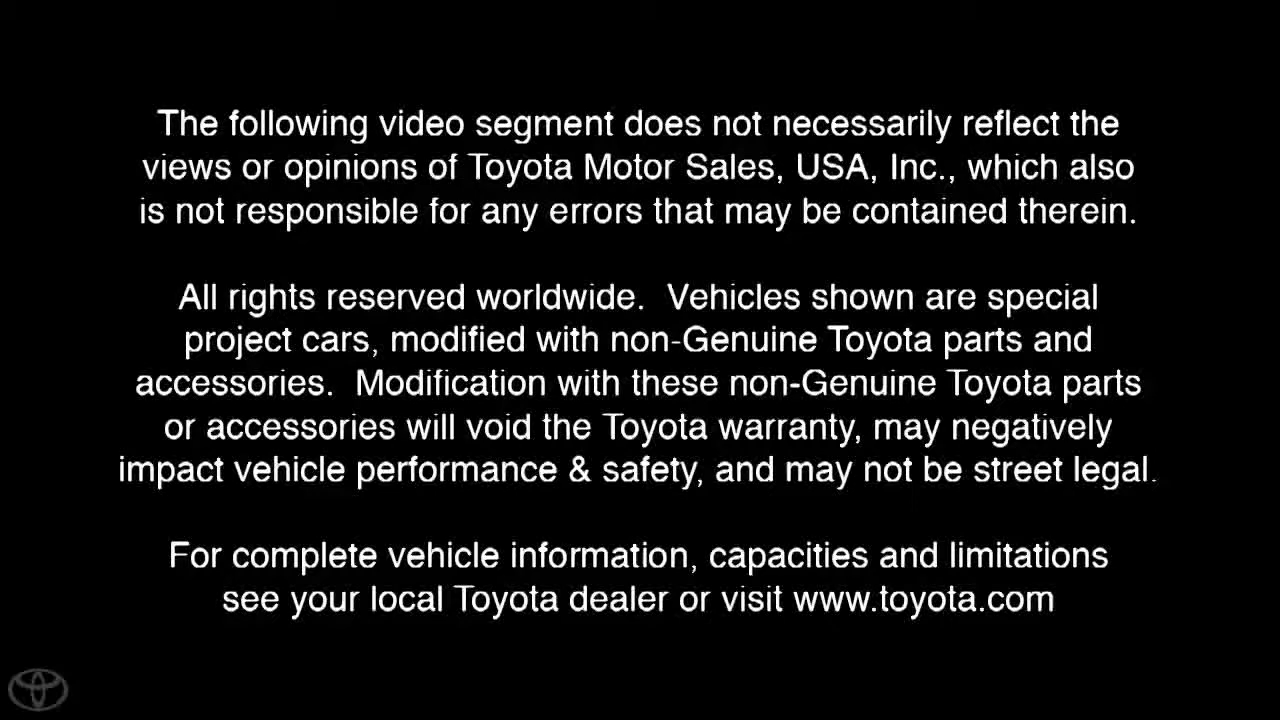 The following video segment does not necessarily reflect the
views or opinions of Toyota Motor Sales, USA, Inc., which also
is not responsible for any errors that may be contained therein.
All rights reserved worldwide.  Vehicles shown are special
project cars, modified with non-Genuine Toyota parts and
accessories.  Modification with these non-Genuine Toyota parts
or accessories will void the Toyota warranty, may negatively
impact vehicle performance & safety, and may not be street legal.
For complete vehicle information, capacities and limitations
see your local Toyota dealer or visit www.toyota.com